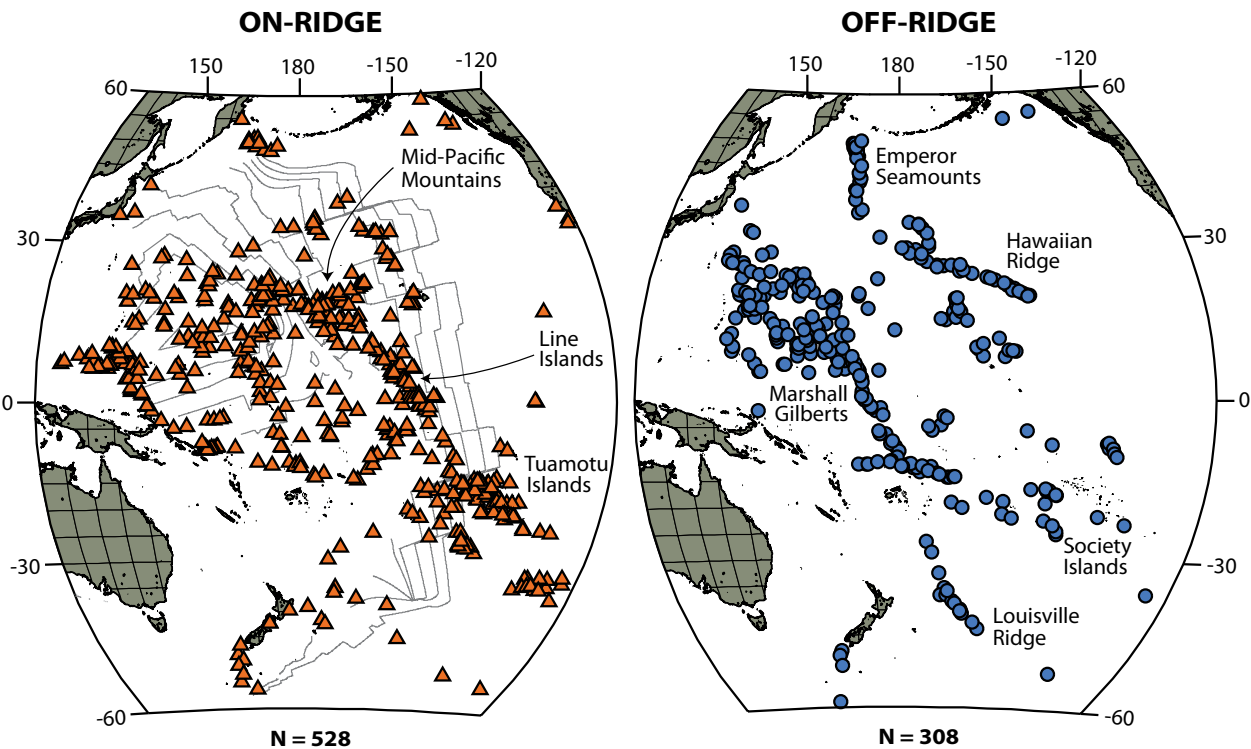 ON-RIDGE
150 180 -150 -120
60
30
0
-30
-60
Mid-Pacific
Mountains
Line
Islands
Tuamotu
Islands
N = 528
OFF-RIDGE
150 180 -150 -120
60
30
0
-30
-60
Emperor
Seamounts
Hawaiian
Ridge
Marshall
Gilberts
Society
Islands
Louisville
Ridge
N = 308